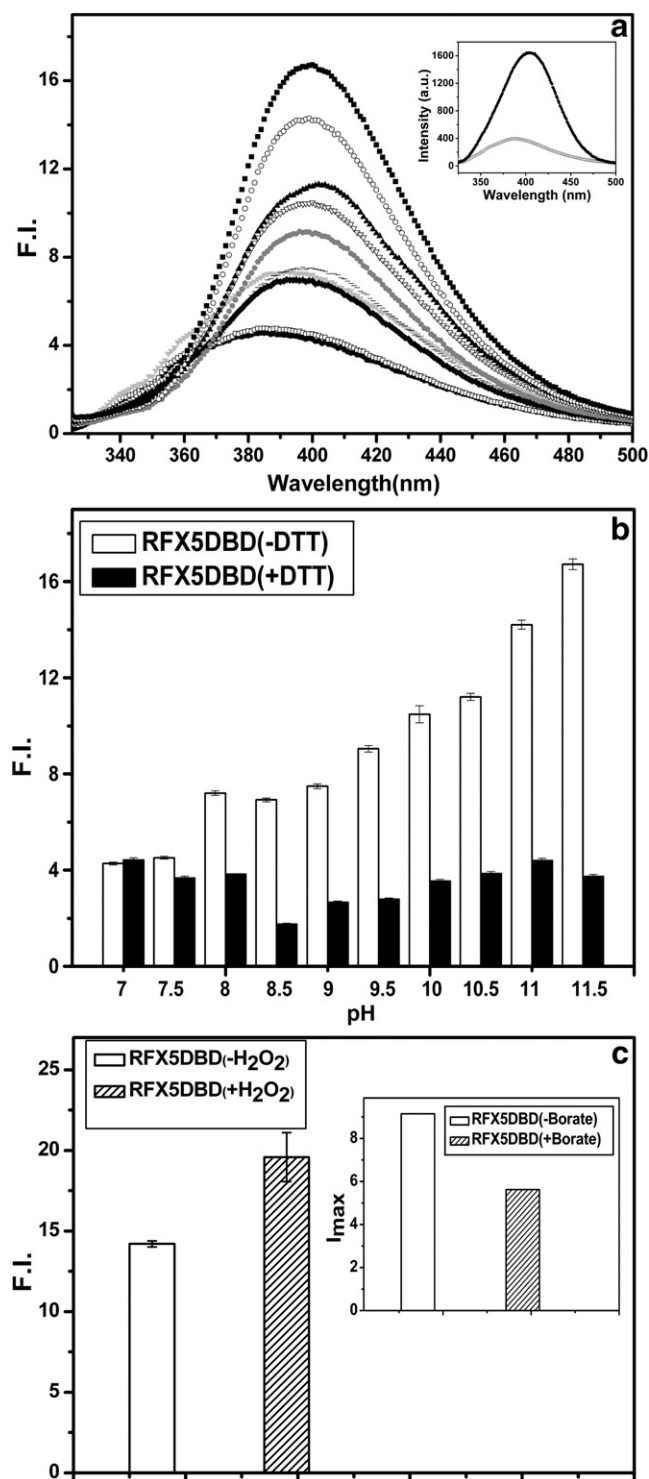 a
16
12
8
4
0
F.I.
340 360 380 400 420 440 460 480 500
Wavelength(nm)
1600
1200
800
400
0
Intensity (a.u.)
350 400 450 500
Wavelength (nm)
b
RFX5DBD(-DTT)
RFX5DBD(+DTT)
16
12
8
4
0
F.I.
7 7.5 8 8.5 9 9.5 10 10.5 11 11.5
pH
c
RFX5DBD(-H₂O₂)
RFX5DBD(+H₂O₂)
25
20
15
10
5
0
F.I.
RFX5DBD(-Borate)
RFX5DBD(+Borate)
8
6
4
2
0
Imax